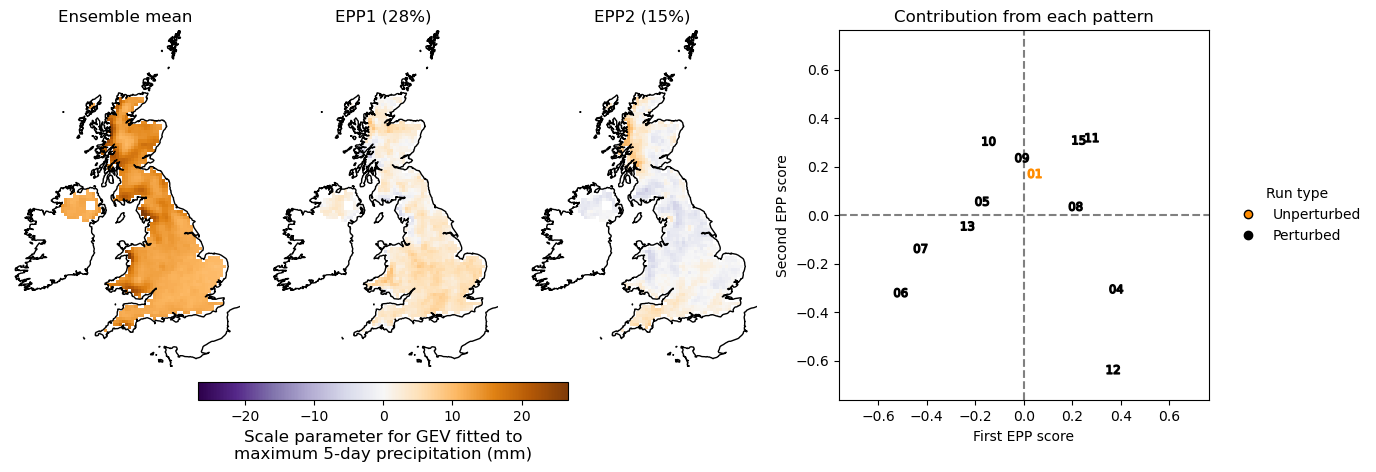 Ensemble mean
EPP1 (28%)
EPP2 (15%)
Contribution from each pattern
−20
−10
0
10
20
Scale parameter for GEV fitted to
maximum 5-day precipitation (mm)
Second EPP score
0.6
0.4
0.2
0.0
−0.2
−0.4
−0.6
10
09
15
11
01
05
08
13
07
06
04
12
−0.6
−0.4
−0.2
0.0
0.2
0.4
0.6
First EPP score
Run type
Unperturbed
Perturbed